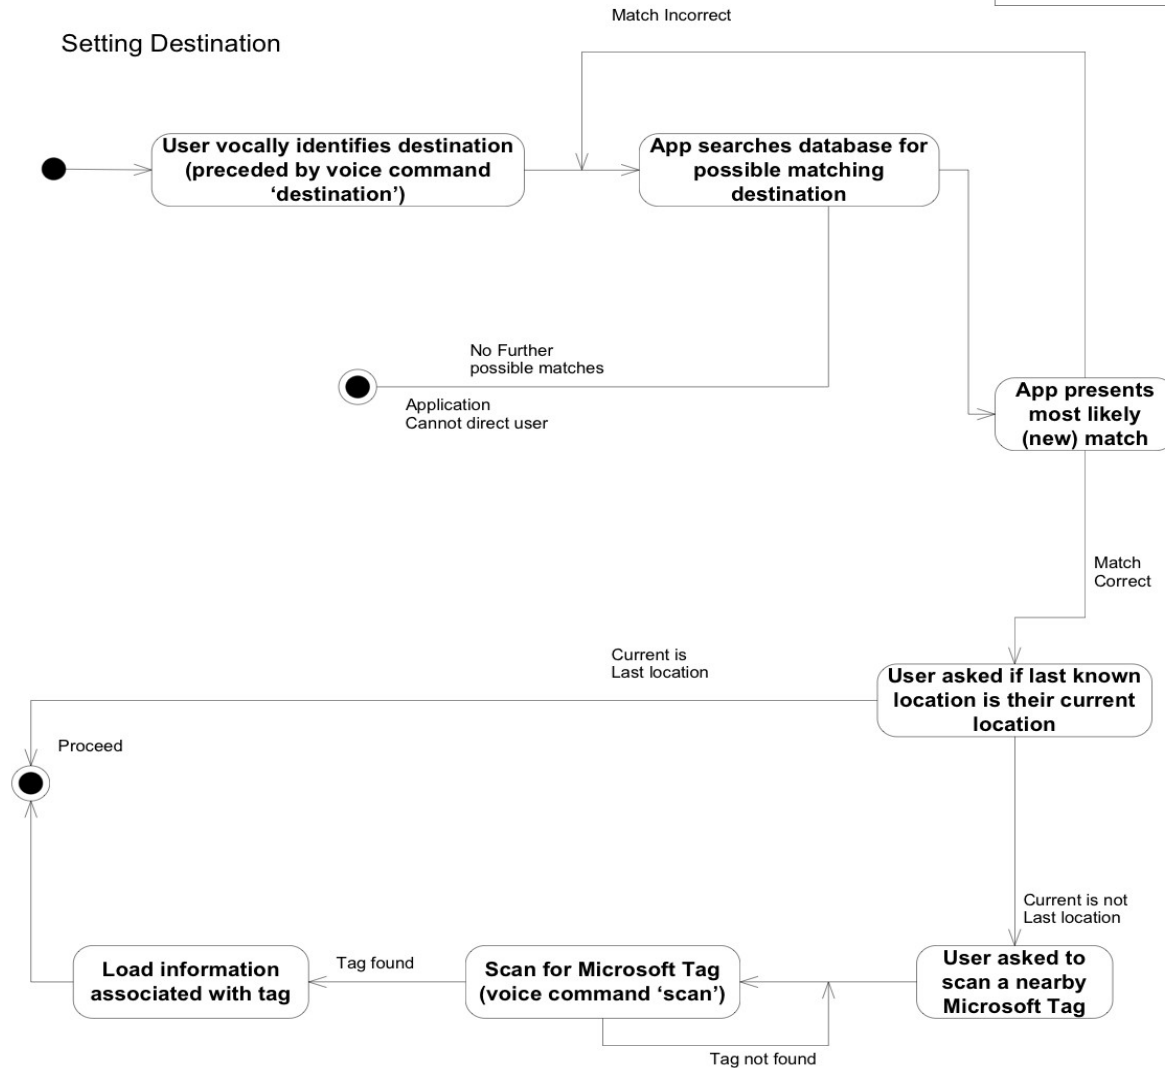 Match Incorrect
Setting Destination
User vocally identifies destination
(preceded by voice command
‘destination’)
App searches database for
possible matching
destination
No Further
possible matches
Application
Cannot direct user
App presents
most likely
(new) match
Match
Correct
Current is
Last location
User asked if last known
location is their current
location
Proceed
Current is not
Last location
Load information
associated with tag
Tag found
Scan for Microsoft Tag
(voice command ‘scan’)
User asked to
scan a nearby
Microsoft Tag
Tag not found